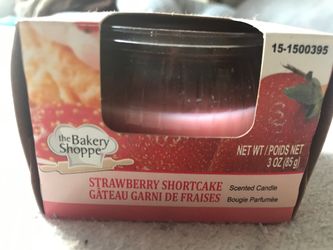 15-1500395
the Bakery
Shoppe
NET WT/POIDS NET
3 OZ (85 g)
STRAWBERRY SHORTCAKE
Scented Candle
GÂTEAU GARNI DE FRAISES
Bougie Parfumée